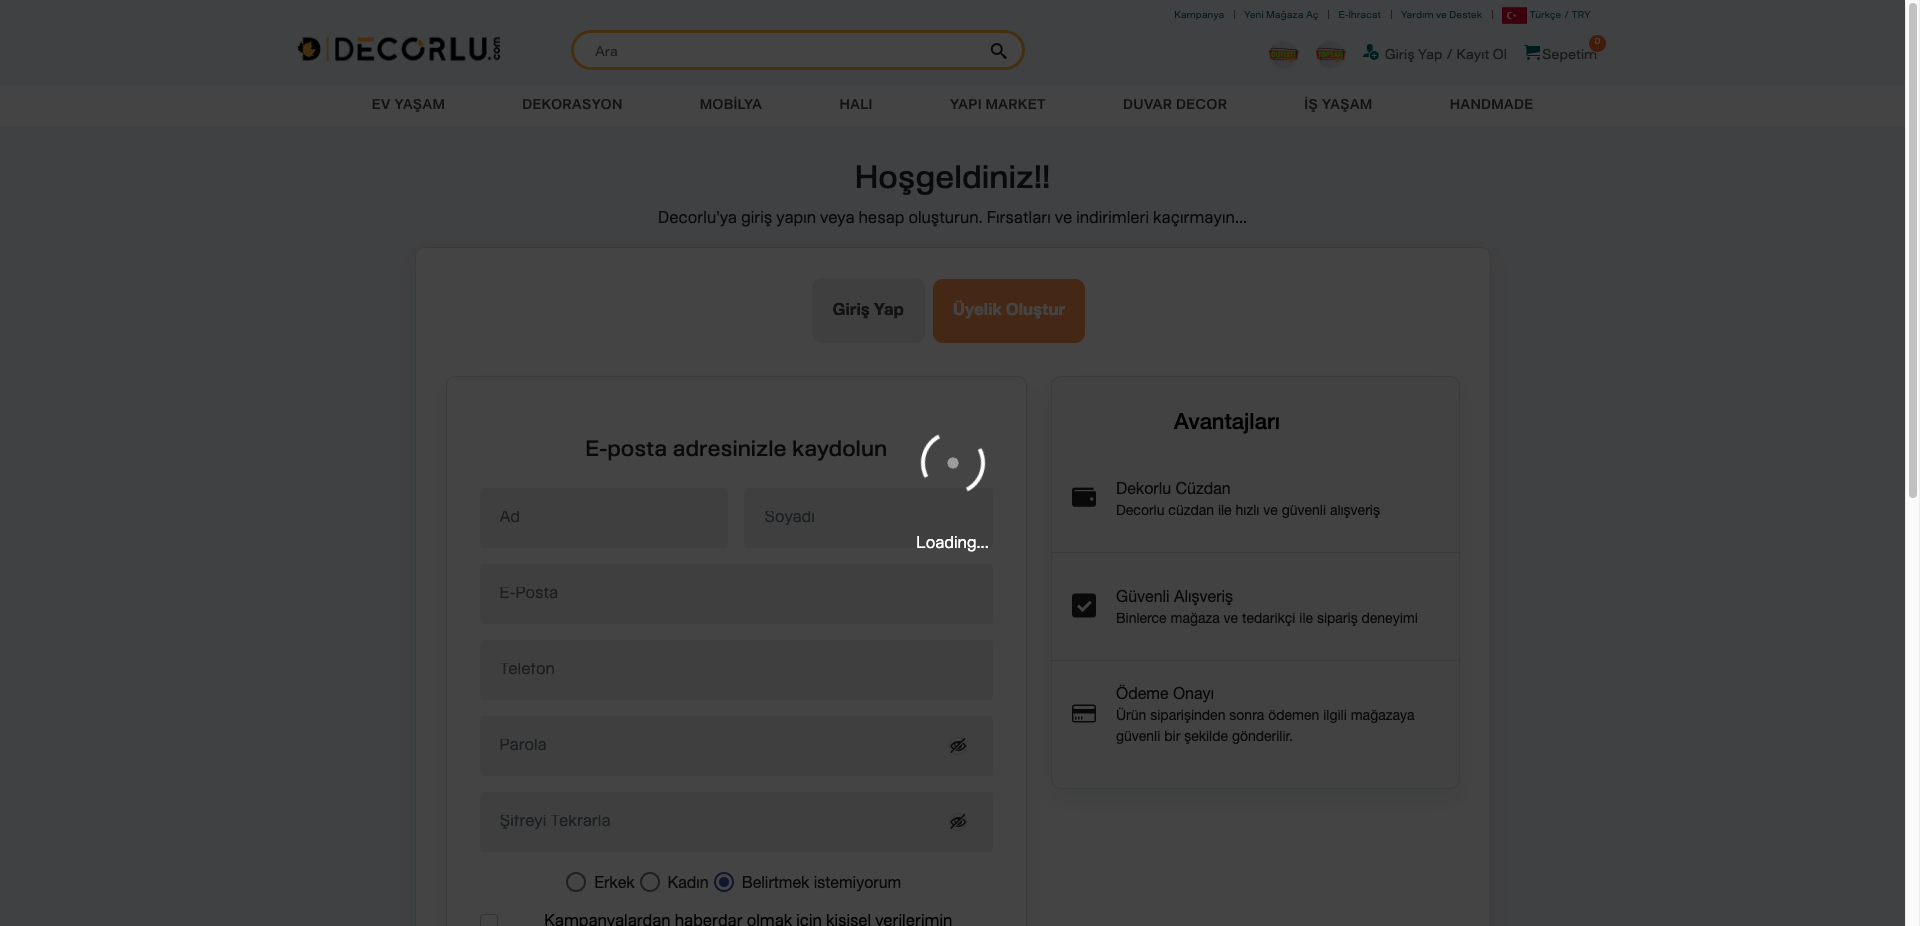 Kampanya | Yeni Mağaza Aç | E-İhracat | Yardım ve Destek | Türkçe / TRY
DECORLU.com
Ara
Giriş Yap / Kayıt Ol
Sepetim
0
EV YAŞAM DEKORASYON MOBİLYA HALI YAPI MARKET DUVAR DECOR İŞ YAŞAM HANDMADE
Hoşgeldiniz!!
Decorlu'ya giriş yapın veya hesap oluşturun. Fırsatları ve indirimleri kaçırmayın...
Giriş Yap
Üyelik Oluştur
E-posta adresinizle kaydolun
Ad
Soyadı
E-Posta
Telefon
Parola
Şifreyi Tekrarla
Erkek Kadın Belirtmek istemiyorum
Kampanyalardan haberdar olmak için kişisel verilerimin
Loading...
Avantajları
Dekorlu Cüzdan
Decorlu cüzdan ile hızlı ve güvenli alışveriş
Güvenli Alışveriş
Binlerce mağaza ve tedarikçi ile sipariş deneyimi
Ödeme Onayı
Ürün siparişinden sonra ödemen ilgili mağazaya
güvenli bir şekilde gönderilir.